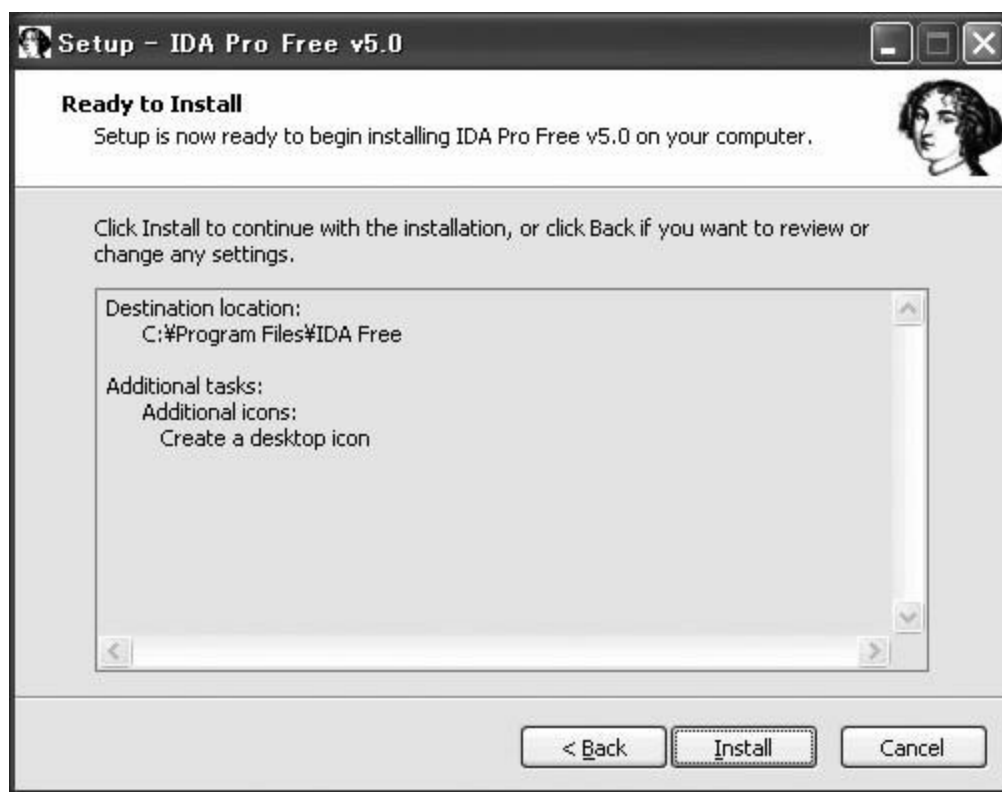 Setup - IDA Pro Free v5.0
Ready to Install
Setup is now ready to begin installing IDA Pro Free v5.0 on your computer.
Click Install to continue with the installation, or click Back if you want to review or
change any settings.
Destination location:
C:¥Program Files¥IDA Free
Additional tasks:
Additional icons:
Create a desktop icon
< Back
Install
Cancel